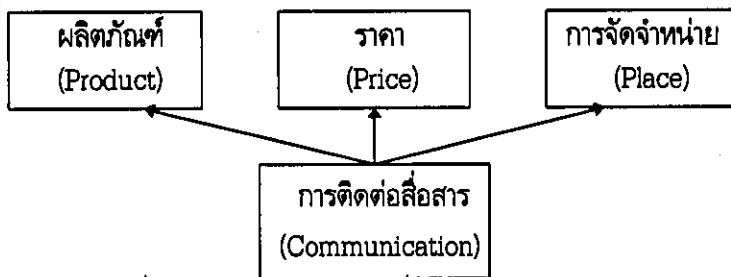 ผลิตภัณฑ์
(Product)
ราคา
(Price)
การจัดจำหน่าย
(Place)
การติดต่อสื่อสาร
(Communication)